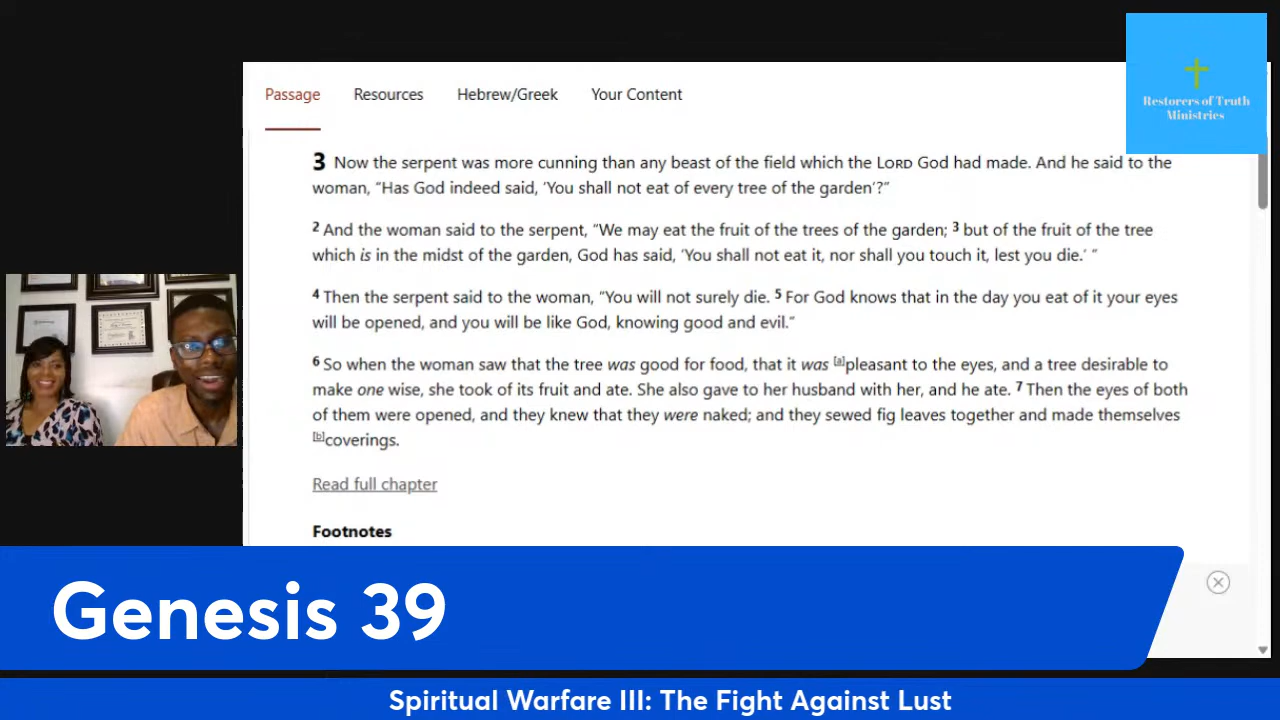 Passage Resources Hebrew/Greek Your Content
Restorers of Truth
Ministries
3 Now the serpent was more cunning than any beast of the field which the LORD God had made. And he said to the
woman, “Has God indeed said, ‘You shall not eat of every tree of the garden’?”
2 And the woman said to the serpent, “We may eat the fruit of the trees of the garden; 3 but of the fruit of the tree
which is in the midst of the garden, God has said, ‘You shall not eat it, nor shall you touch it, lest you die.’ ”
4 Then the serpent said to the woman, “You will not surely die. 5 For God knows that in the day you eat of it your eyes
will be opened, and you will be like God, knowing good and evil.”
6 So when the woman saw that the tree was good for food, that it was [a]pleasant to the eyes, and a tree desirable to
make one wise, she took of its fruit and ate. She also gave to her husband with her, and he ate. 7 Then the eyes of both
of them were opened, and they knew that they were naked; and they sewed fig leaves together and made themselves
[b]coverings.
Read full chapter
Footnotes
Genesis 39
Spiritual Warfare III: The Fight Against Lust